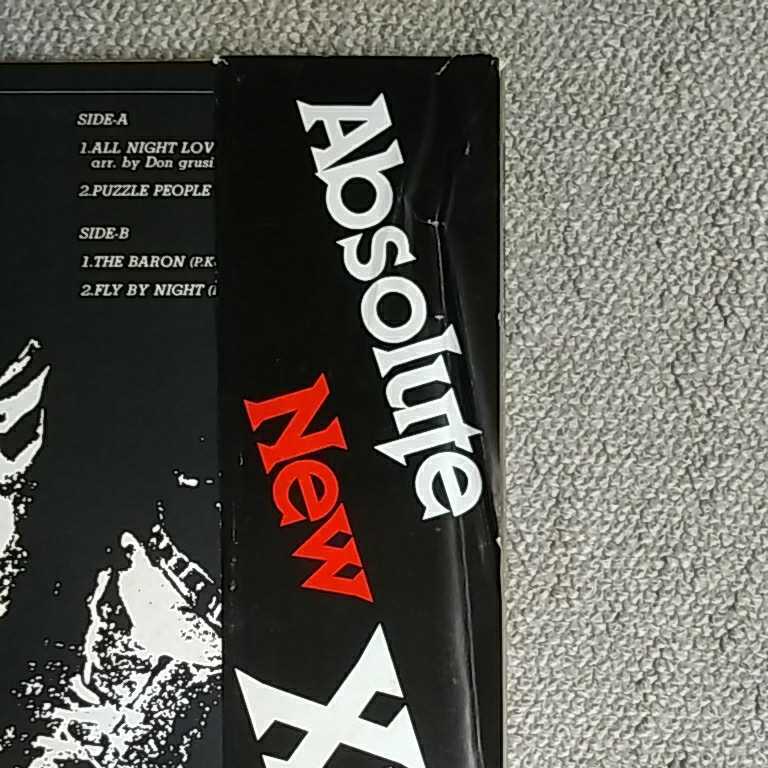 SIDE-A
1.ALL NIGHT LOV
arr. by Don grusi
2.PUZZLE PEOPLE
SIDE-B
1.THE BARON (P.K.
2.FLY BY NIGHT (
Absolute
New
X